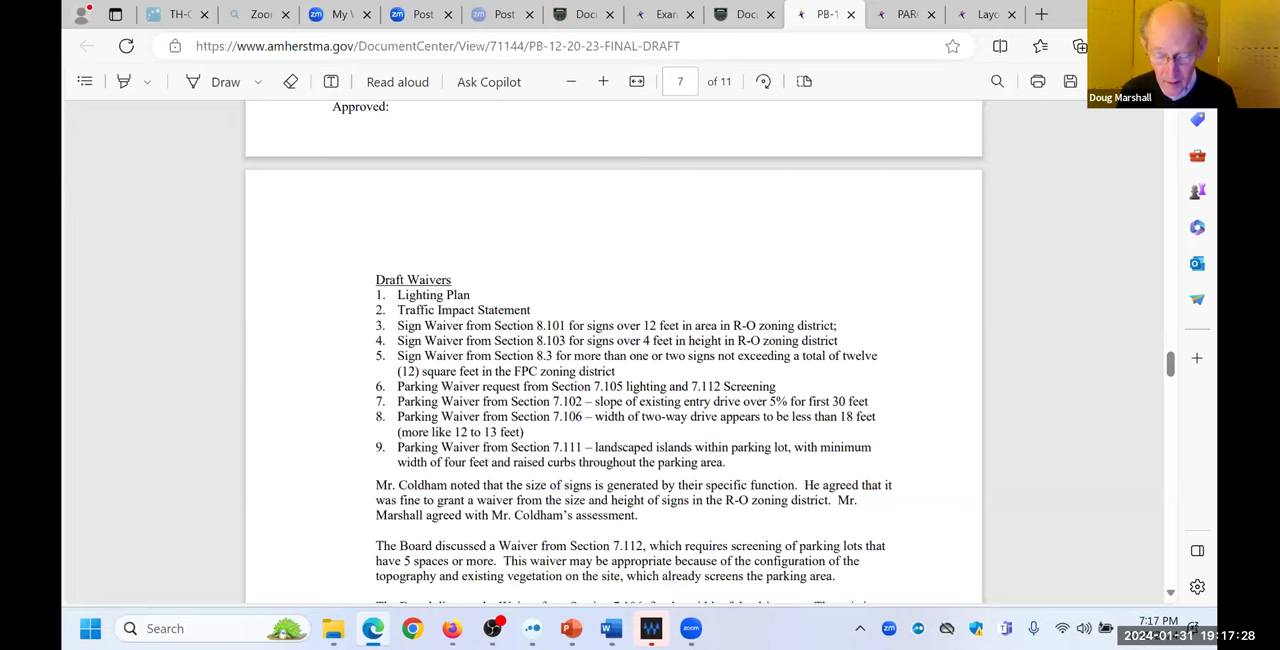 TH-C
Zoor
My \
Post
Post
Doc
Exar
Doc
PB-1
PAR
Layo
https://www.amherstma.gov/DocumentCenter/View/71144/PB-12-20-23-FINAL-DRAFT
Draw
Read aloud
Ask Copilot
7
of 11
Doug Marshall
Approved:
Draft Waivers
1. Lighting Plan
2. Traffic Impact Statement
3. Sign Waiver from Section 8.101 for signs over 12 feet in area in R-O zoning district;
4. Sign Waiver from Section 8.103 for signs over 4 feet in height in R-O zoning district
5. Sign Waiver from Section 8.3 for more than one or two signs not exceeding a total of twelve
(12) square feet in the FPC zoning district
6. Parking Waiver request from Section 7.105 lighting and 7.112 Screening
7. Parking Waiver from Section 7.102 – slope of existing entry drive over 5% for first 30 feet
8. Parking Waiver from Section 7.106 – width of two-way drive appears to be less than 18 feet
(more like 12 to 13 feet)
9. Parking Waiver from Section 7.111 – landscaped islands within parking lot, with minimum
width of four feet and raised curbs throughout the parking area.
Mr. Coldham noted that the size of signs is generated by their specific function. He agreed that it
was fine to grant a waiver from the size and height of signs in the R-O zoning district. Mr.
Marshall agreed with Mr. Coldham's assessment.
The Board discussed a Waiver from Section 7.112, which requires screening of parking lots that
have 5 spaces or more. This waiver may be appropriate because of the configuration of the
topography and existing vegetation on the site, which already screens the parking area.
Search
7:17 PM
2024-01-31 19:17:28